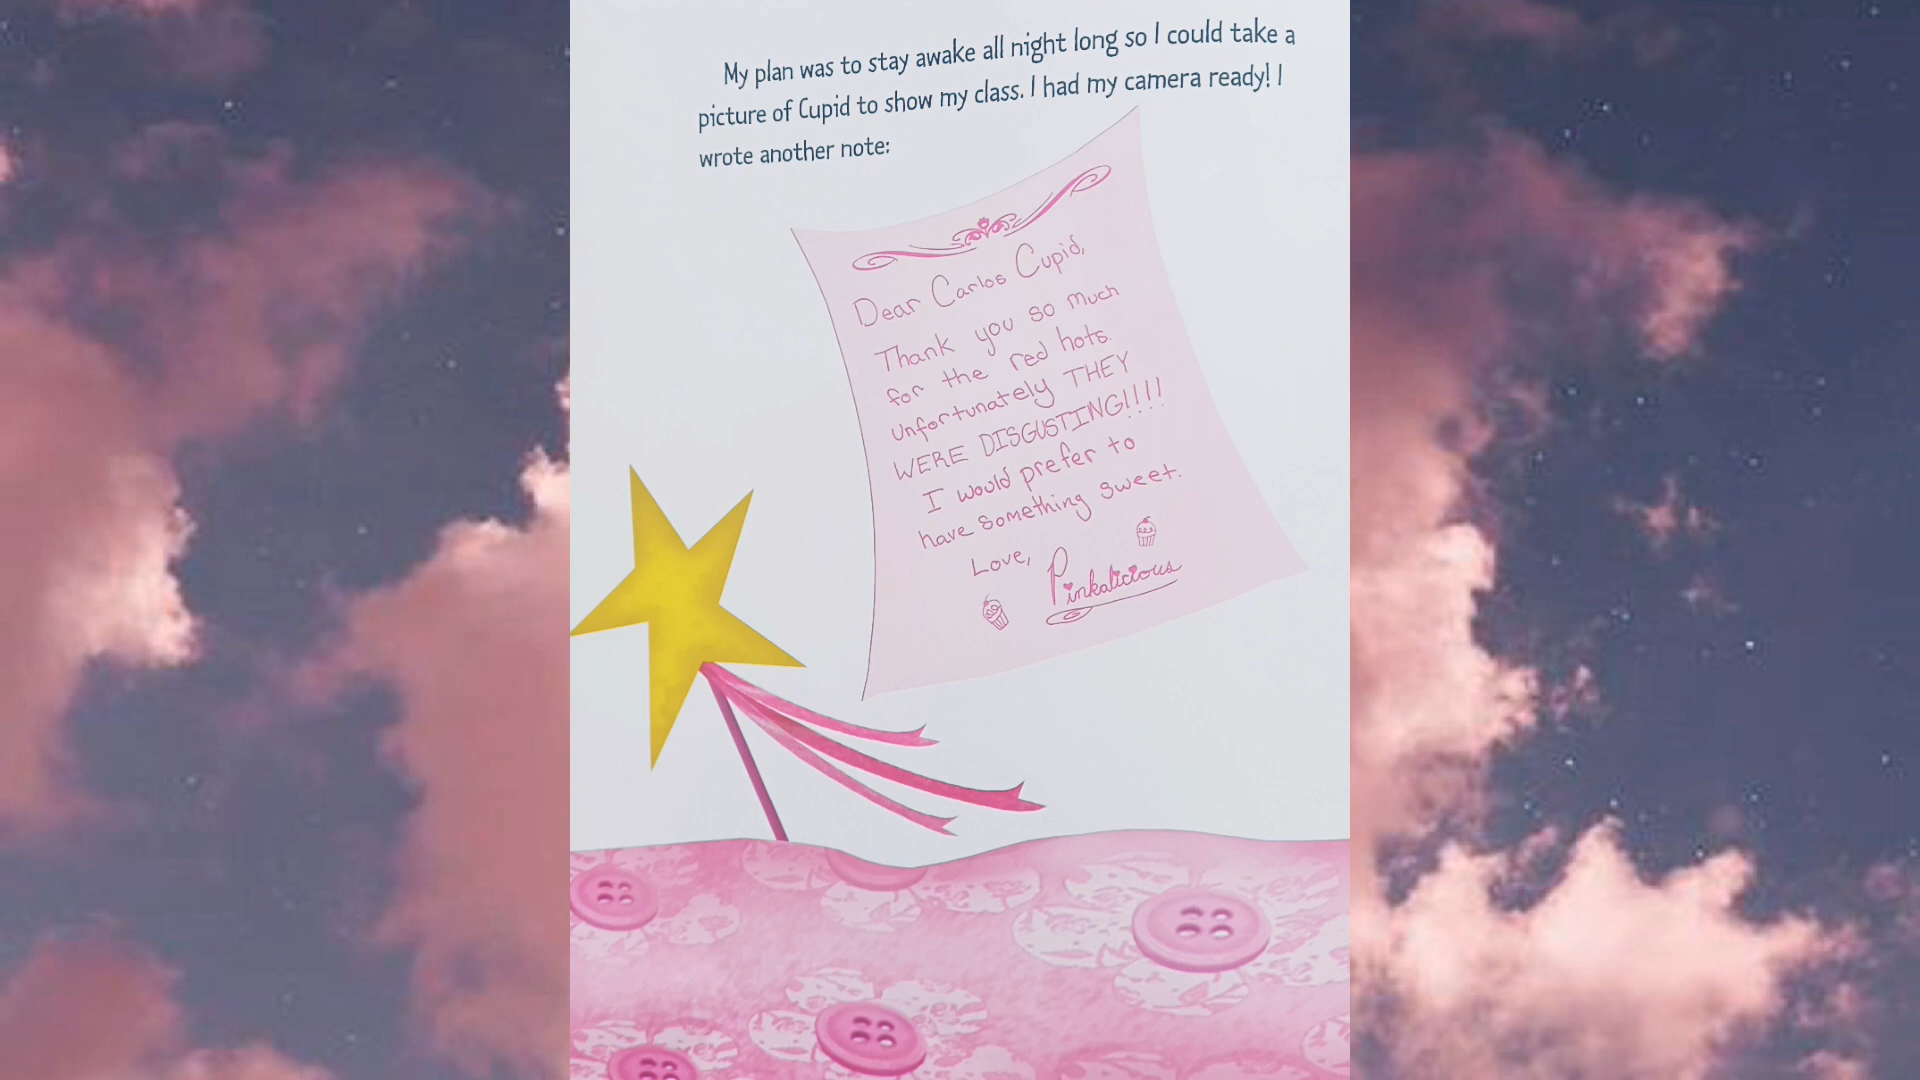 My plan was to stay awake all night long so I could take a
picture of Cupid to show my class. I had my camera ready! I
wrote another note:
Dear Carlos Cupid,
Thank you so much
for the red hots.
Unfortunately THEY
WERE DISGUSTING!!!!
I would prefer to
have something sweet.
Love,
Pinkalicious